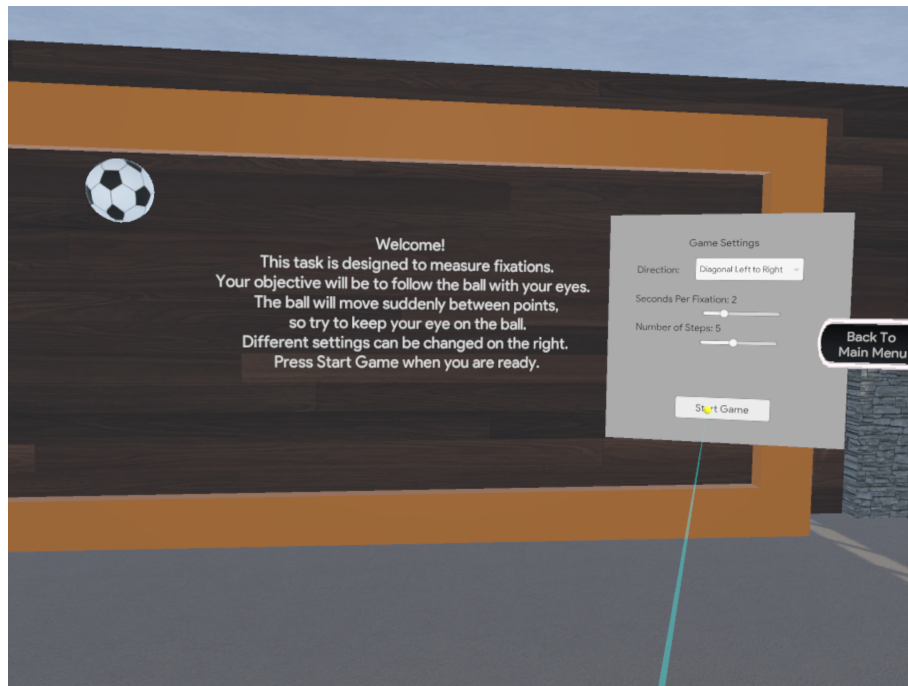 Welcome!
This task is designed to measure fixations.
Your objective will be to follow the ball with your eyes.
The ball will move suddenly between points,
so try to keep your eye on the ball.
Different settings can be changed on the right.
Press Start Game when you are ready.
Game Settings
Direction: Diagonal Left to Right
Seconds Per Fixation: 2
Number of Steps: 5
Start Game
Back To
Main Menu